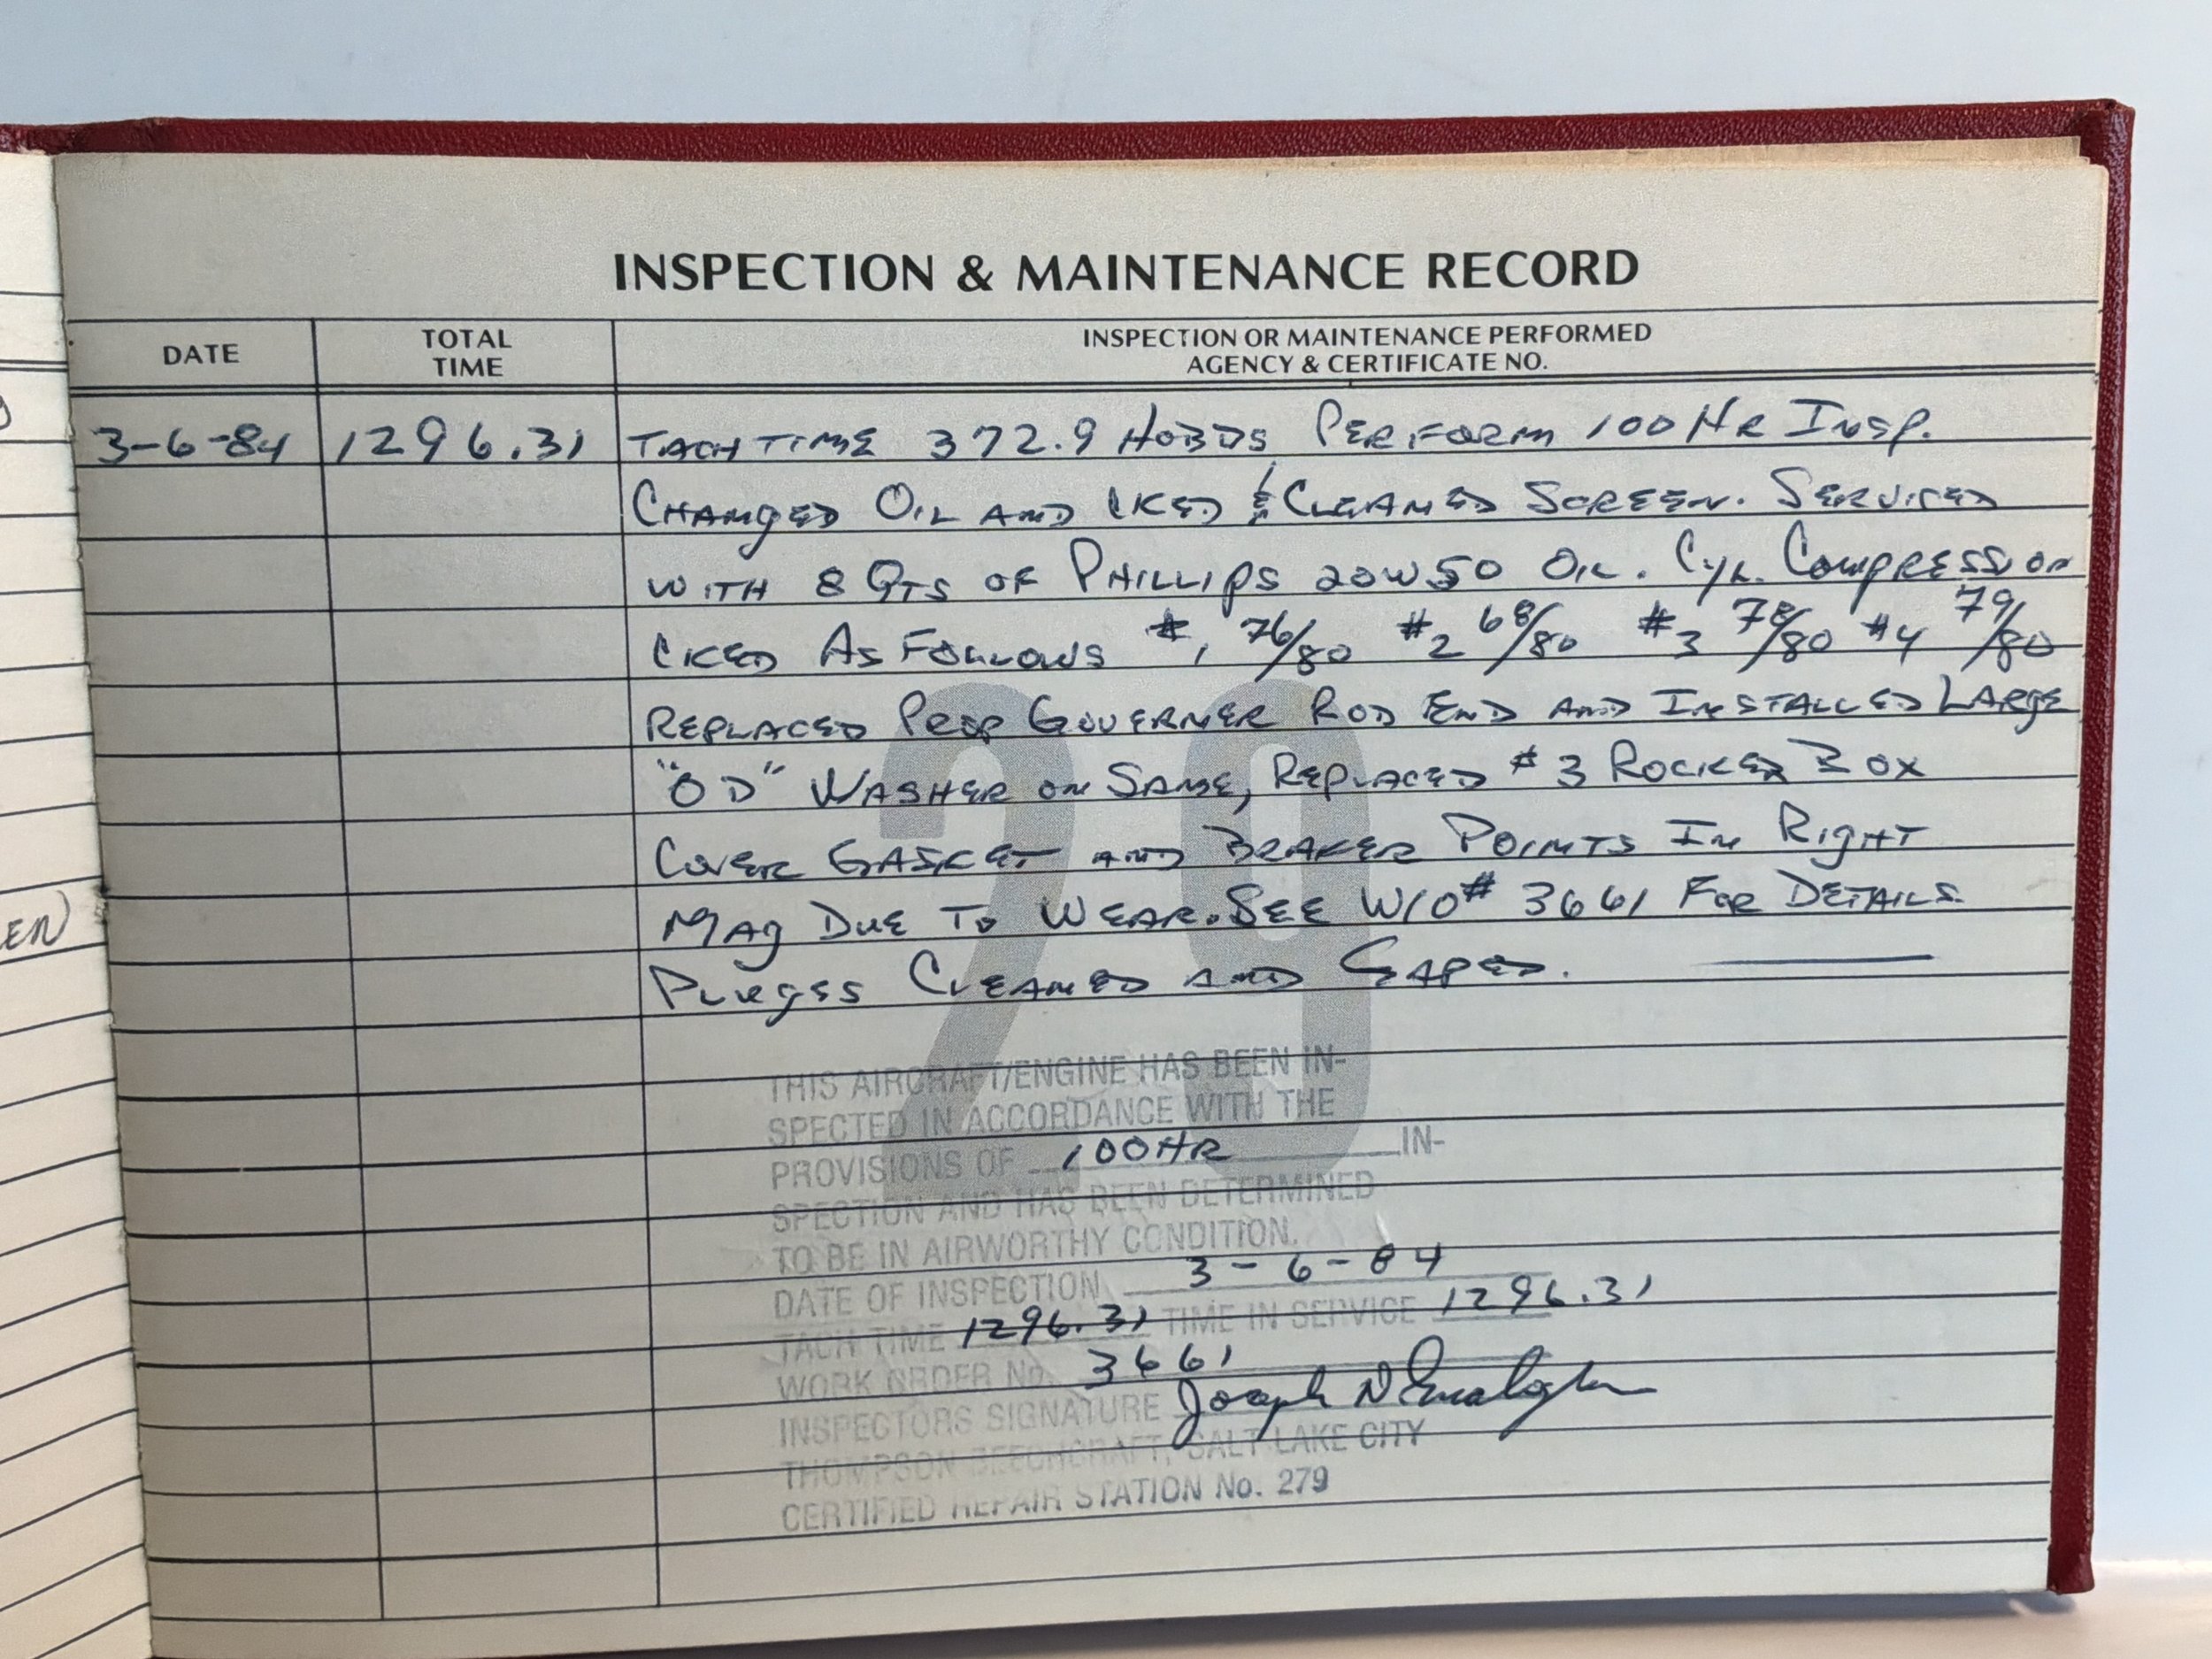 INSPECTION & MAINTENANCE RECORD
DATE
TOTAL
TIME
INSPECTION OR MAINTENANCE PERFORMED
AGENCY & CERTIFICATE NO.
3-6-84 1296.31 TACH TIME 372.9 HOBBS PERFORM 100 HR INSP.
CHANGED OIL AND CKED & CLEANED SCREEN. SERVICED
WITH 8 QTS OF PHILLIPS 20W50 OIL. CYL. COMPRESSION
CKED AS FOLLOWS #1 76/80 #2 68/80 #3 78/80 #4 79/80
REPLACED PROP GOVERNER ROD END AND INSTALLED LARGE
"OD" WASHER ON SAME, REPLACED #3 ROCKER BOX
COVER GASKET AND BRAKER POINTS IN RIGHT
MAG DUE TO WEAR. SEE W/O# 3661 FOR DETAILS.
PLUGES CLEANED AND GAPED.
29
THIS AIRCRAFT/ENGINE HAS BEEN IN-
SPECTED IN ACCORDANCE WITH THE
PROVISIONS OF 100HR IN-
SPECTION AND HAS BEEN DETERMINED
TO BE IN AIRWORTHY CONDITION.
DATE OF INSPECTION 3-6-84
TACH TIME 1296.31 TIME IN SERVICE 1296.31
WORK ORDER No. 3661
INSPECTORS SIGNATURE Joseph N
THOMPSON BEECHCRAFT, SALT LAKE CITY
CERTIFIED REPAIR STATION No. 279
EN)